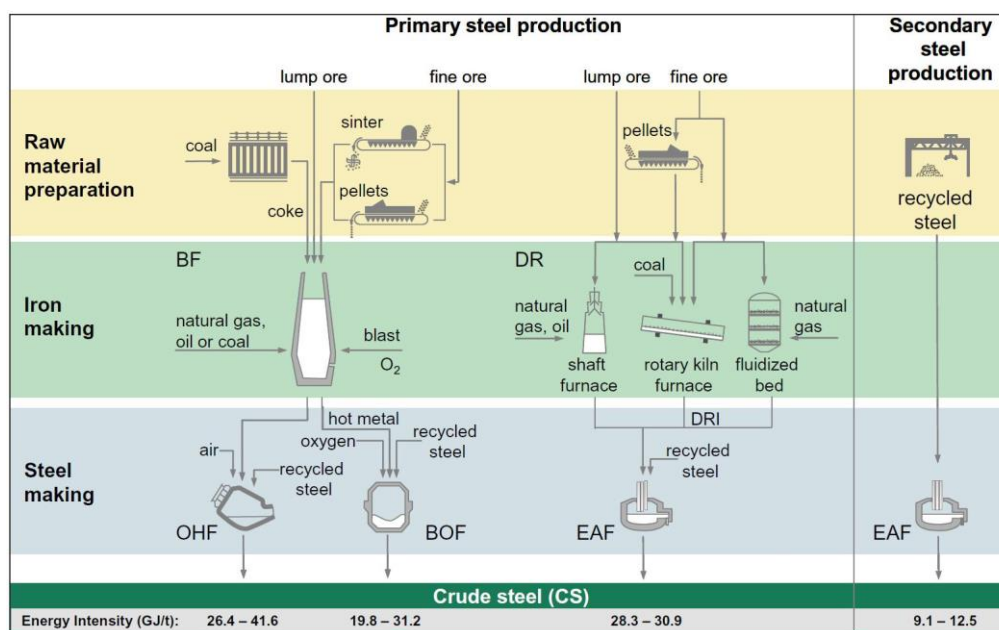 Primary steel production
Secondary
steel
production
lump ore
fine ore
lump ore
fine ore
Raw
material
preparation
coal
sinter
pellets
coke
pellets
recycled
steel
Iron
making
BF
natural gas,
oil or coal
blast
O₂
DR
coal
natural
gas, oil
natural
gas
shaft
furnace
rotary kiln
furnace
fluidized
bed
Steel
making
hot metal
oxygen
recycled
steel
air
recycled
steel
DRI
recycled
steel
OHF
BOF
EAF
EAF
Crude steel (CS)
Energy Intensity (GJ/t): 26.4 – 41.6 19.8 – 31.2 28.3 – 30.9 9.1 – 12.5